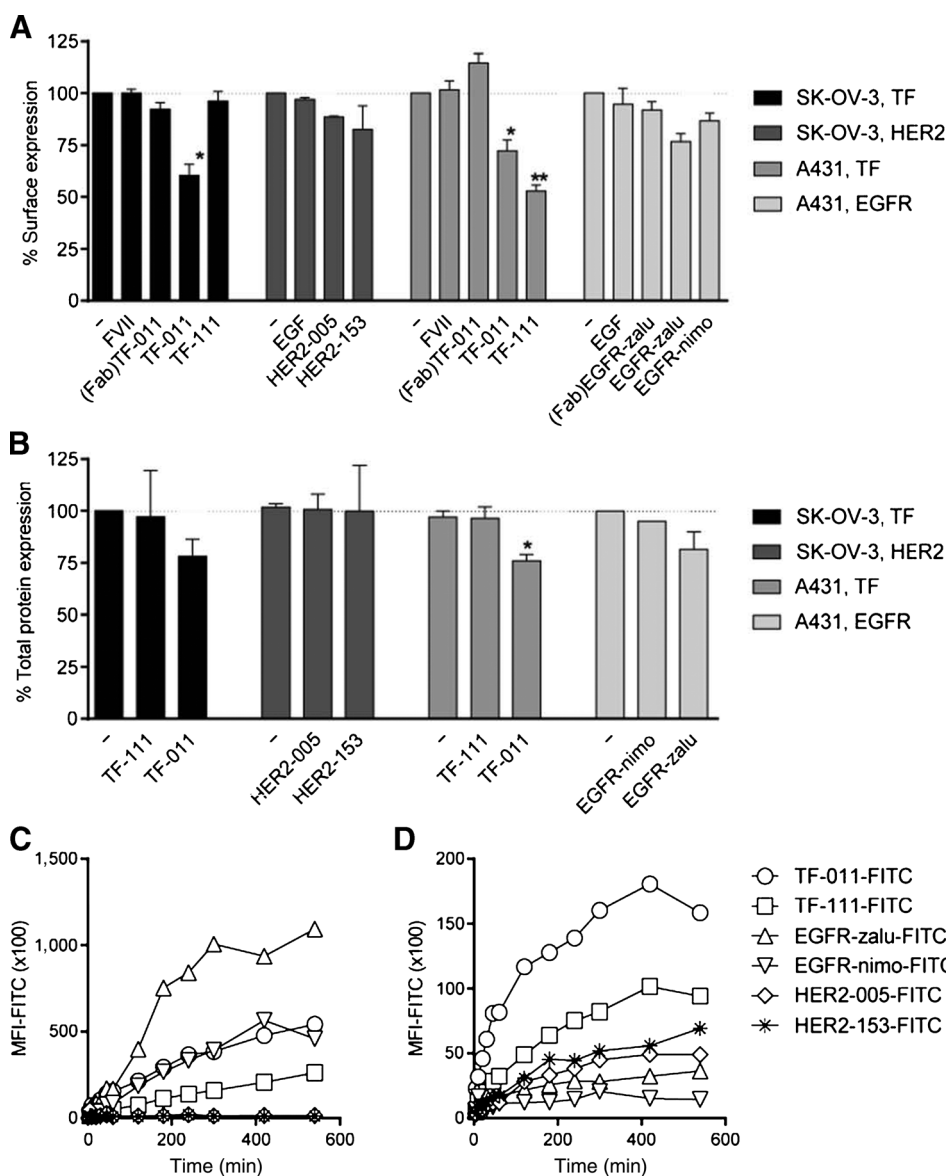 A
% Surface expression
125
100
75
50
25
0
*
*
**
-
FVII
(Fab)TF-011
TF-011
TF-111
-
EGF
HER2-005
HER2-153
-
FVII
(Fab)TF-011
TF-011
TF-111
-
EGF
(Fab)EGFR-zalu
EGFR-zalu
EGFR-nimo
SK-OV-3, TF
SK-OV-3, HER2
A431, TF
A431, EGFR
B
% Total protein expression
125
100
75
50
25
0
*
-
TF-111
TF-011
-
HER2-005
HER2-153
-
TF-111
TF-011
-
EGFR-nimo
EGFR-zalu
SK-OV-3, TF
SK-OV-3, HER2
A431, TF
A431, EGFR
C
MFI-FITC (x100)
1,500
1,000
500
0
0
200
400
600
Time (min)
D
MFI-FITC (x100)
200
150
100
50
0
0
200
400
600
Time (min)
TF-011-FITC
TF-111-FITC
EGFR-zalu-FITC
EGFR-nimo-FITC
HER2-005-FITC
HER2-153-FITC